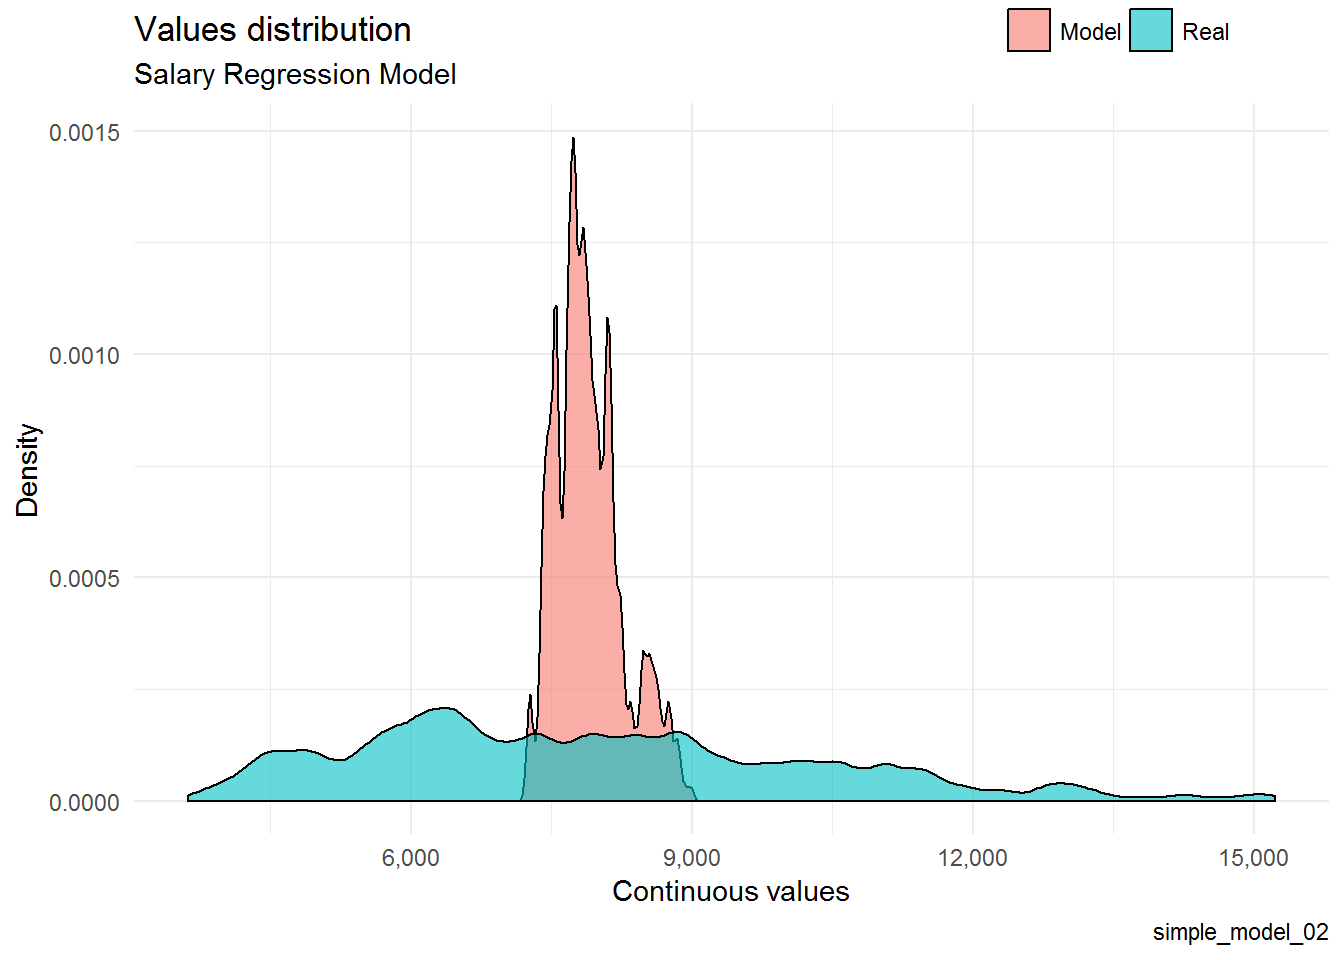 Values distribution
Salary Regression Model
Model Real
0.0015
0.0010
0.0005
0.0000
Density
6,000 9,000 12,000 15,000
Continuous values
simple_model_02